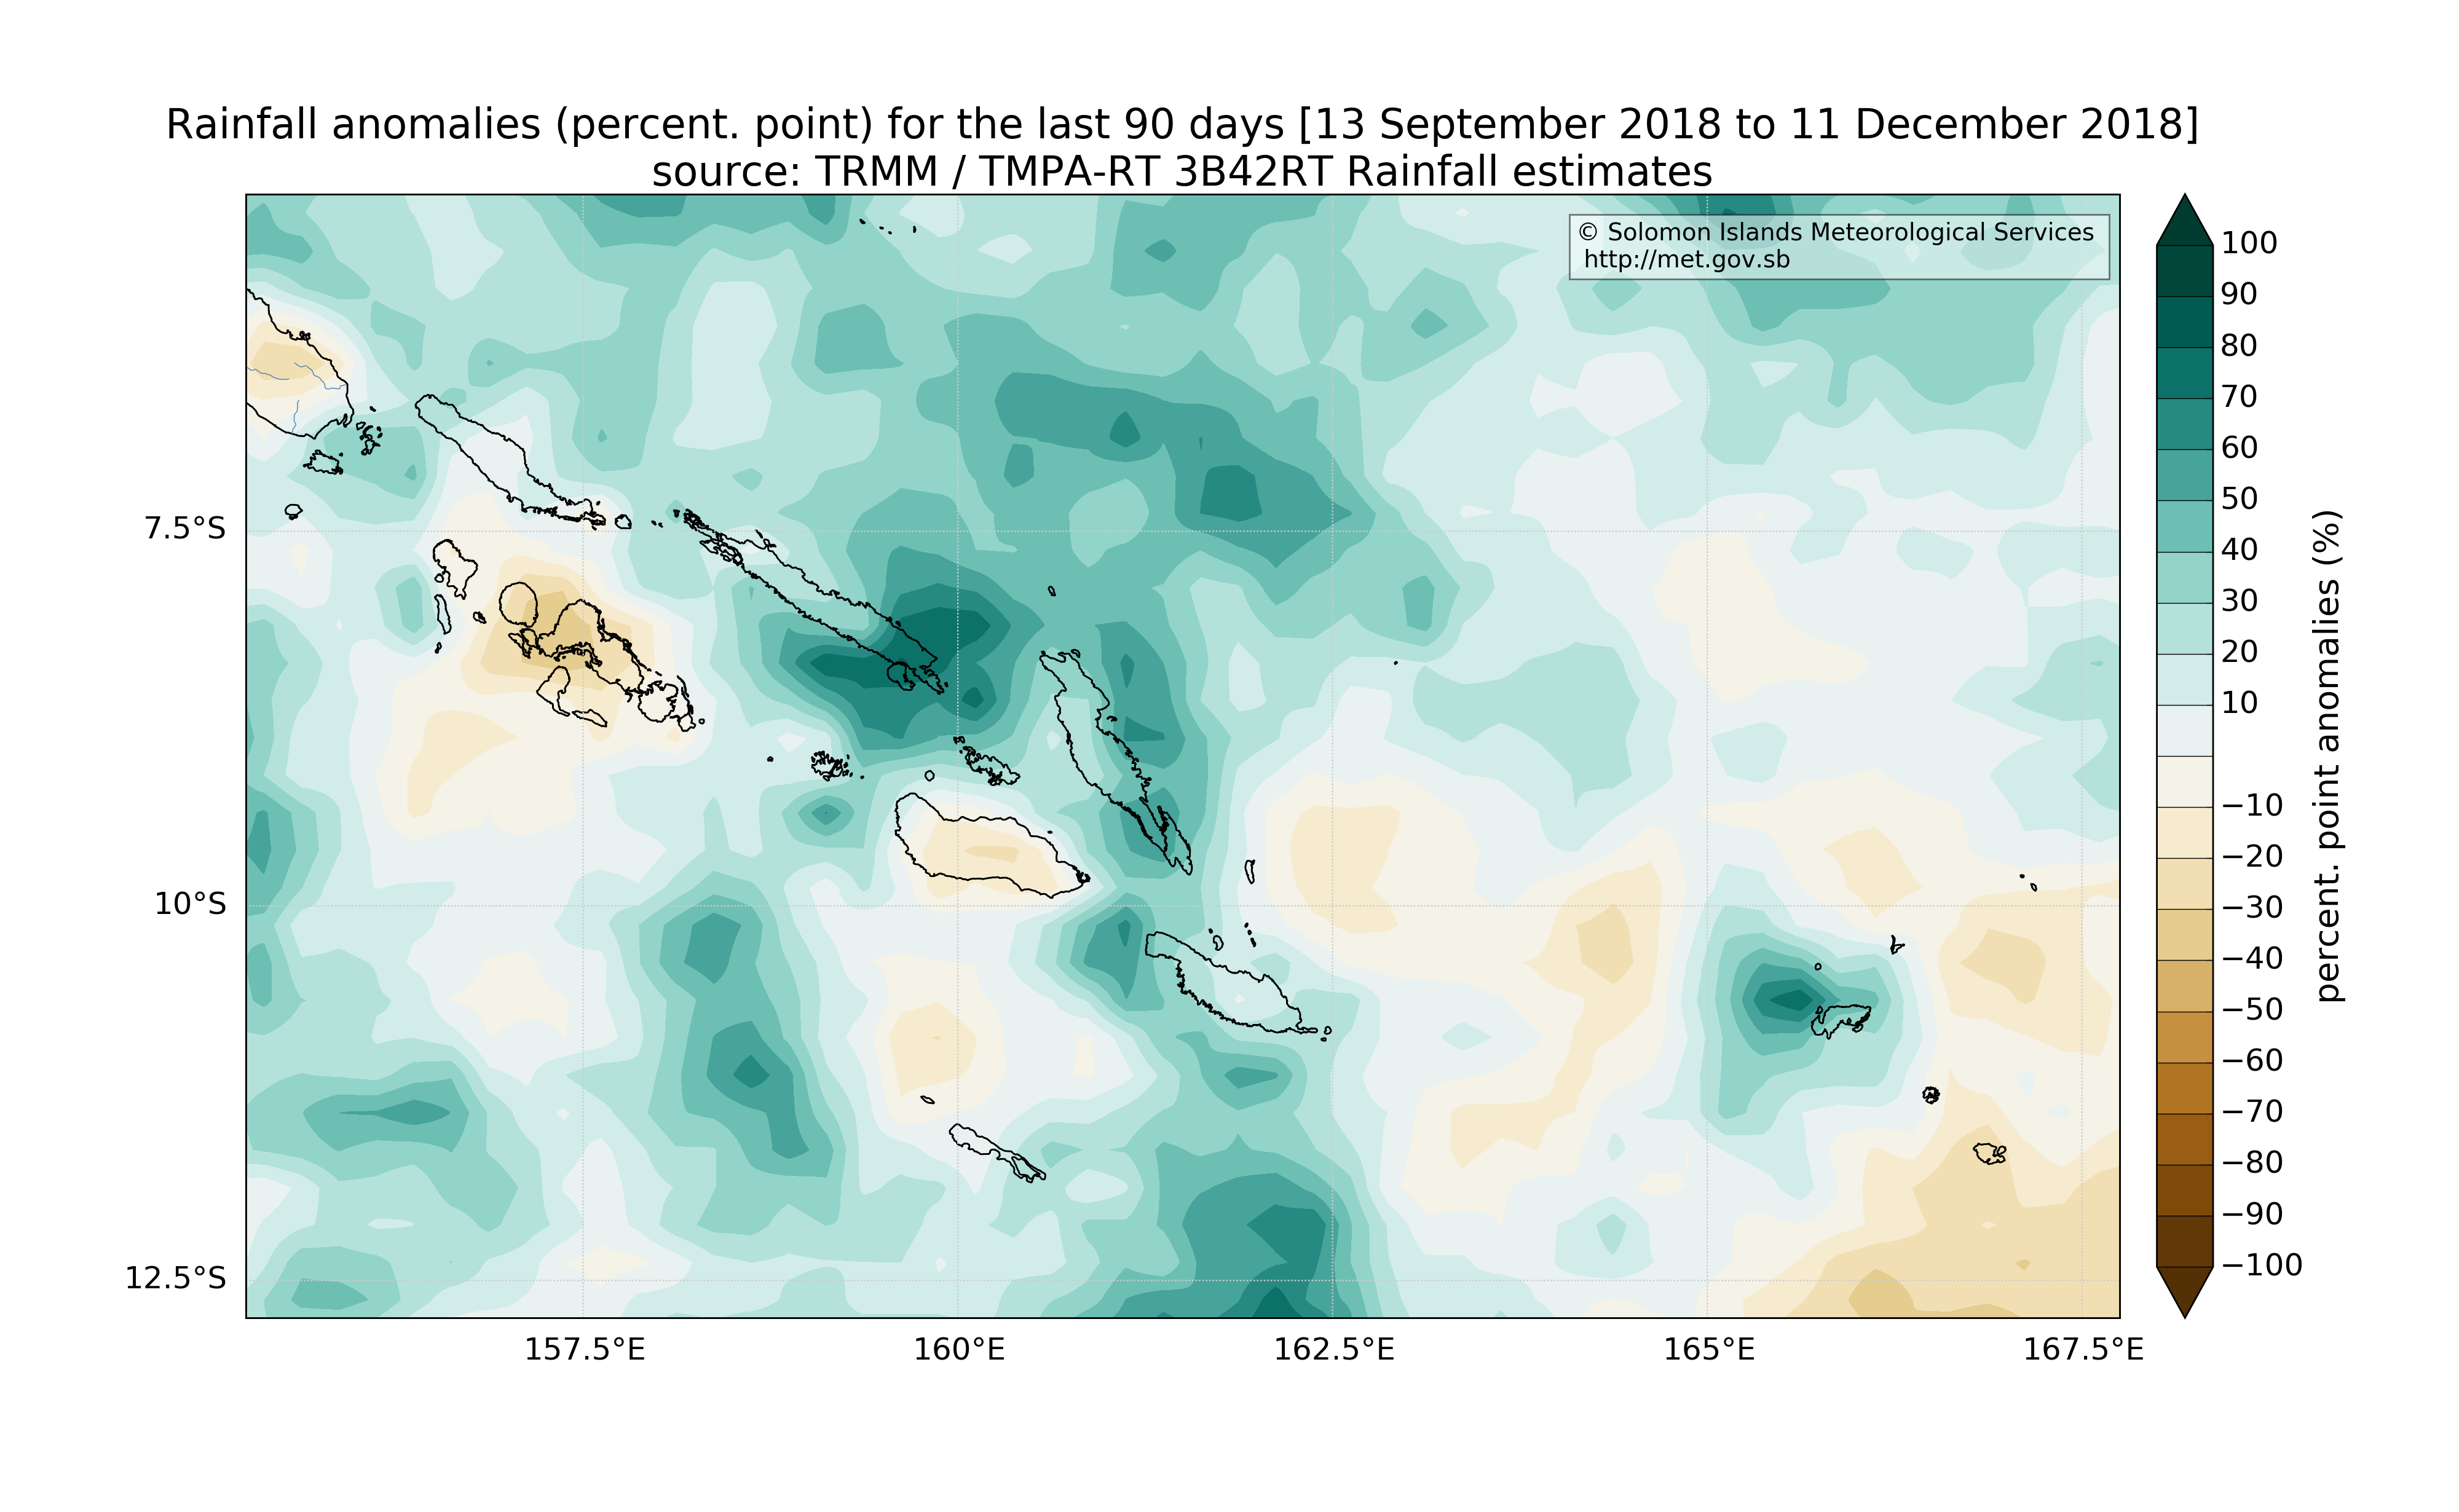 Rainfall anomalies (percent. point) for the last 90 days [13 September 2018 to 11 December 2018]
source: TRMM / TMPA-RT 3B42RT Rainfall estimates
© Solomon Islands Meteorological Services
http://met.gov.sb
7.5°S
10°S
12.5°S
157.5°E
160°E
162.5°E
165°E
167.5°E
100
90
80
70
60
50
40
30
20
10
−10
−20
−30
−40
−50
−60
−70
−80
−90
−100
percent. point anomalies (%)